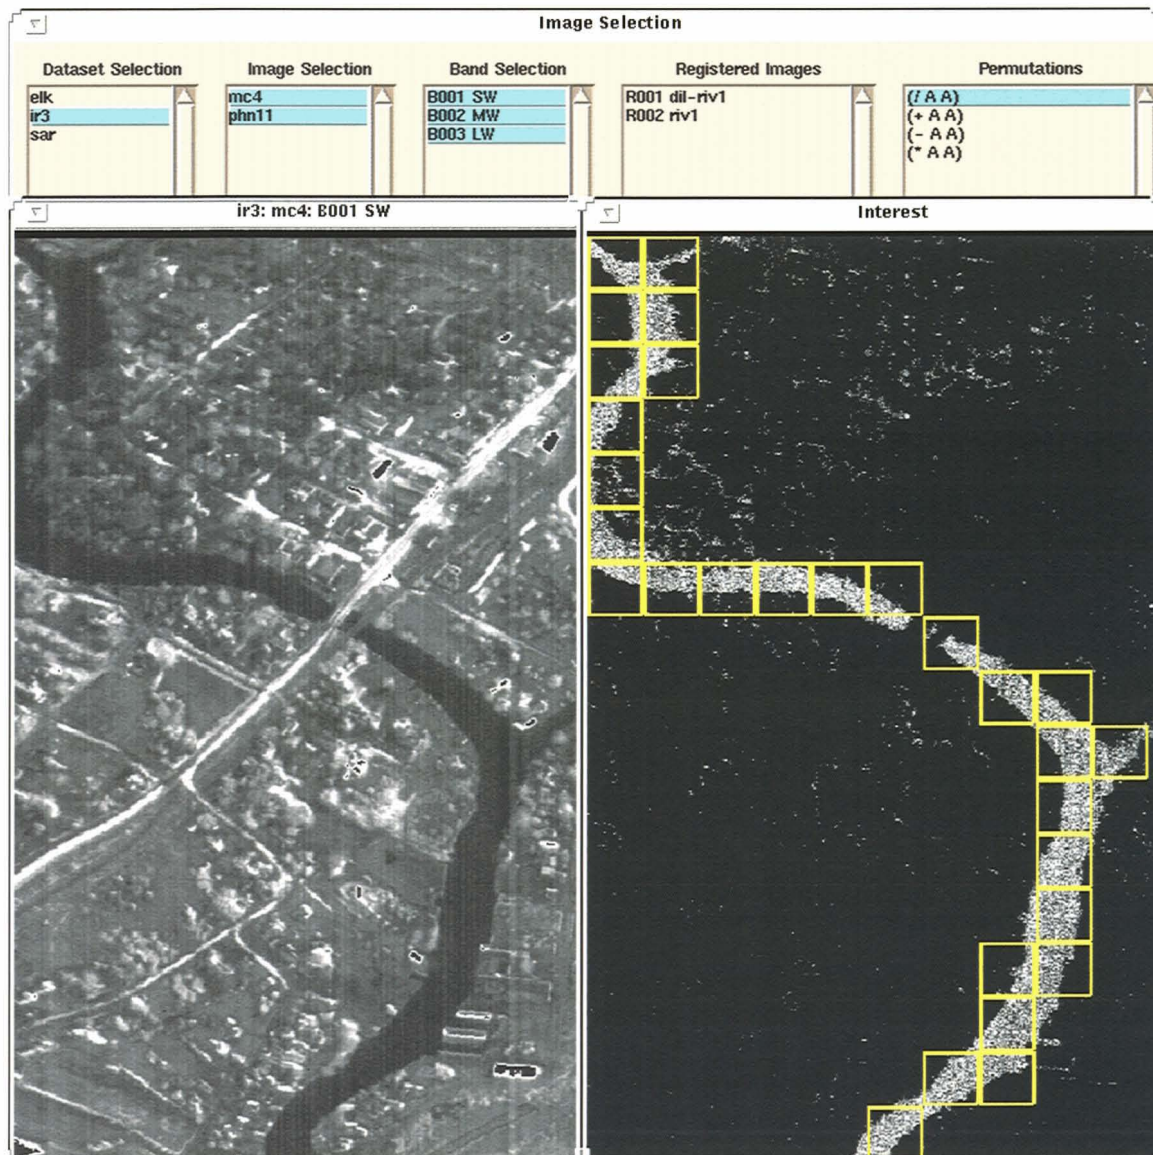 Image Selection
Dataset Selection
elk
ir3
sar
Image Selection
mc4
phn11
Band Selection
B001 SW
B002 MW
B003 LW
Registered Images
R001 dil-riv1
R002 riv1
Permutations
(/ A A)
(+ A A)
(- A A)
(* A A)
ir3: mc4: B001 SW
Interest